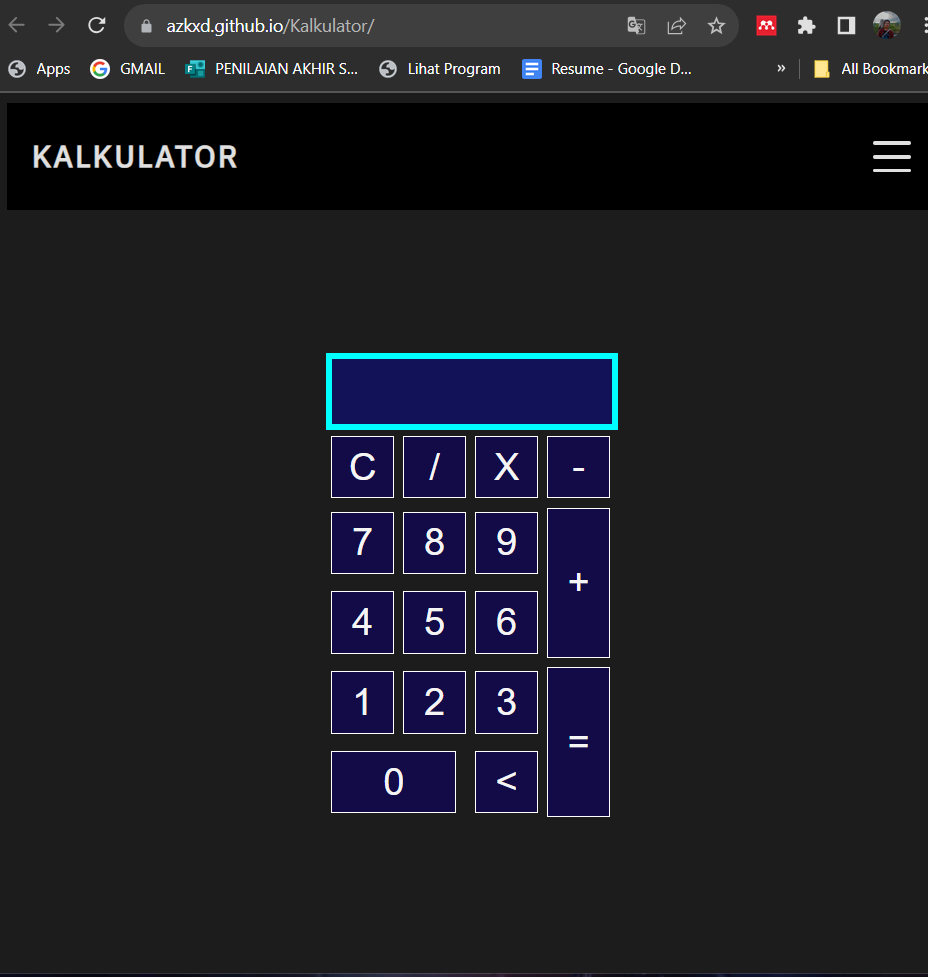 azkxd.github.io/Kalkulator/
Apps GMAIL PENILAIAN AKHIR S... Lihat Program Resume - Google D... » All Bookmark
KALKULATOR
C / X -
7 8 9
+
4 5 6
1 2 3
=
0 <